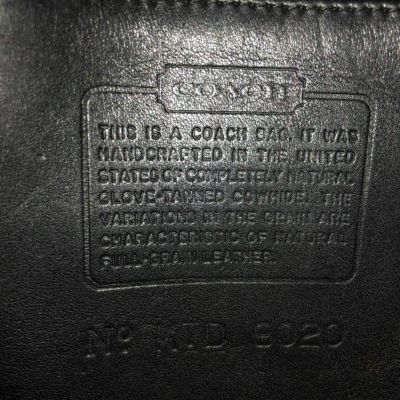 COACH
THIS IS A COACH BAG. IT WAS
HANDCRAFTED IN THE UNITED
STATES OF COMPLETELY NATURAL
GLOVE-TANNED COWHIDE. THE
VARIATIONS IN THE GRAIN ARE
CHARACTERISTIC OF NATURAL
FULL-GRAIN LEATHER.
Nº